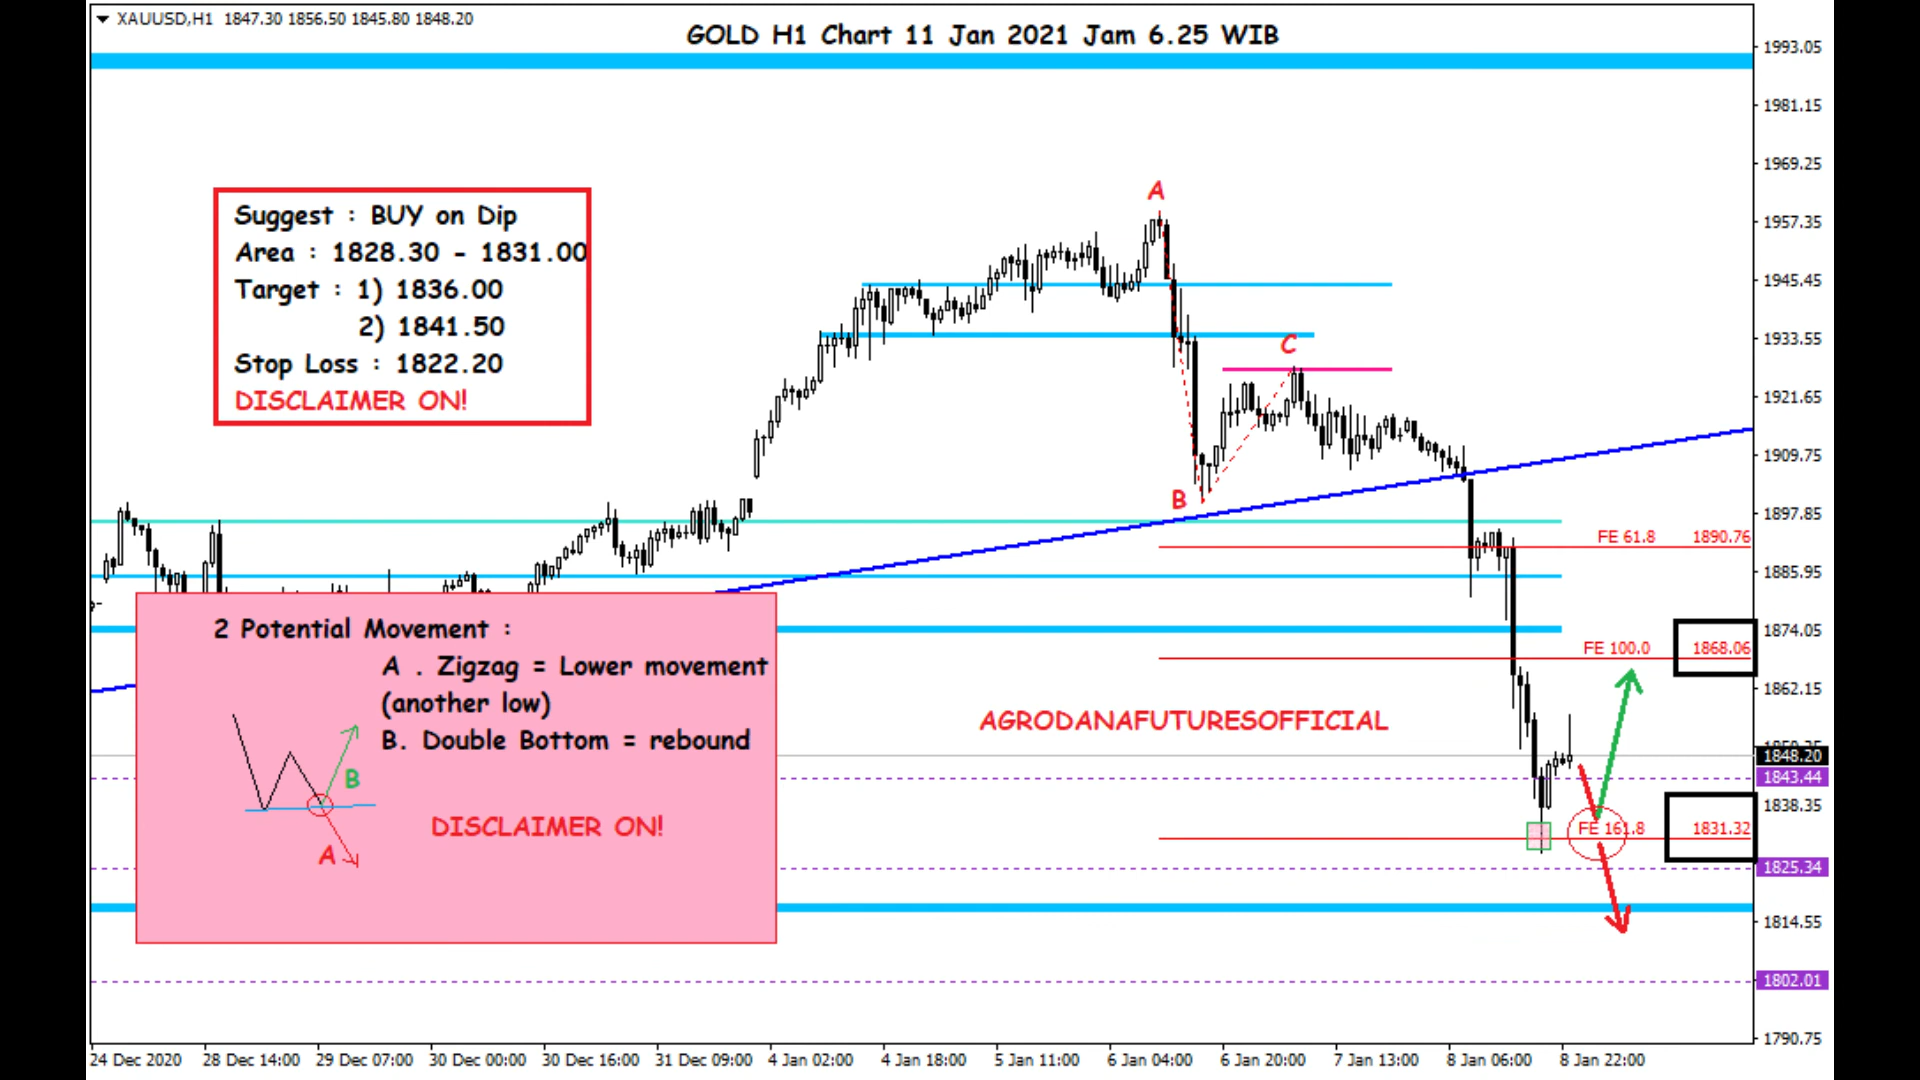 XAUUSD,H1 1847.30 1856.50 1845.80 1848.20
GOLD H1 Chart 11 Jan 2021 Jam 6.25 WIB
Suggest : BUY on Dip
Area : 1828.30 - 1831.00
Target : 1) 1836.00
2) 1841.50
Stop Loss : 1822.20
DISCLAIMER ON!
A
C
B
2 Potential Movement :
A . Zigzag = Lower movement
(another low)
B. Double Bottom = rebound
B
A
DISCLAIMER ON!
AGRODANAFUTURESOFFICIAL
FE 61.8 1890.76
FE 100.0 1868.06
FE 161.8 1831.32
1993.05
1981.15
1969.25
1957.35
1945.45
1933.55
1921.65
1909.75
1897.85
1885.95
1874.05
1862.15
1848.20
1843.44
1838.35
1825.34
1814.55
1802.01
1790.75
24 Dec 2020 28 Dec 14:00 29 Dec 07:00 30 Dec 00:00 30 Dec 16:00 31 Dec 09:00 4 Jan 02:00 4 Jan 18:00 5 Jan 11:00 6 Jan 04:00 6 Jan 20:00 7 Jan 13:00 8 Jan 06:00 8 Jan 22:00